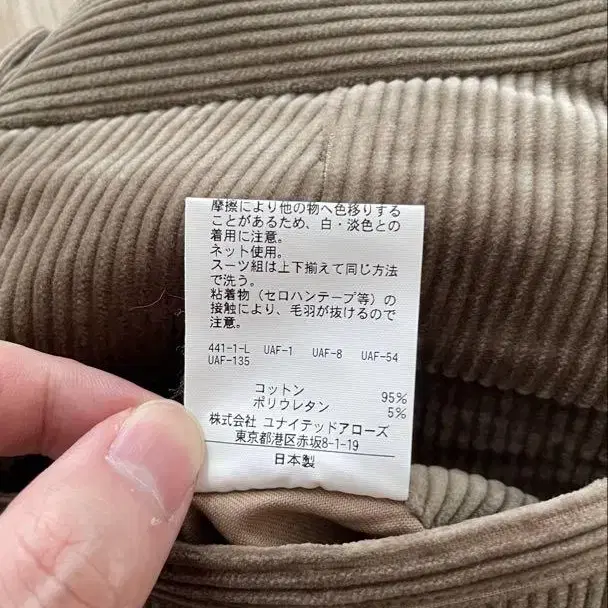 摩擦により他の物へ色移りする
ことがあるため、白・淡色との
着用に注意。
ネット使用。
スーツ組は上下揃えて同じ方法
で洗う。
粘着物（セロハンテープ等）の
接触により、毛羽が抜けるので
注意。
441-1-L UAF-1 UAF-8 UAF-54
UAF-135
コットン 95%
ポリウレタン 5%
株式会社 ユナイテッドアローズ
東京都港区赤坂8-1-19
日本製